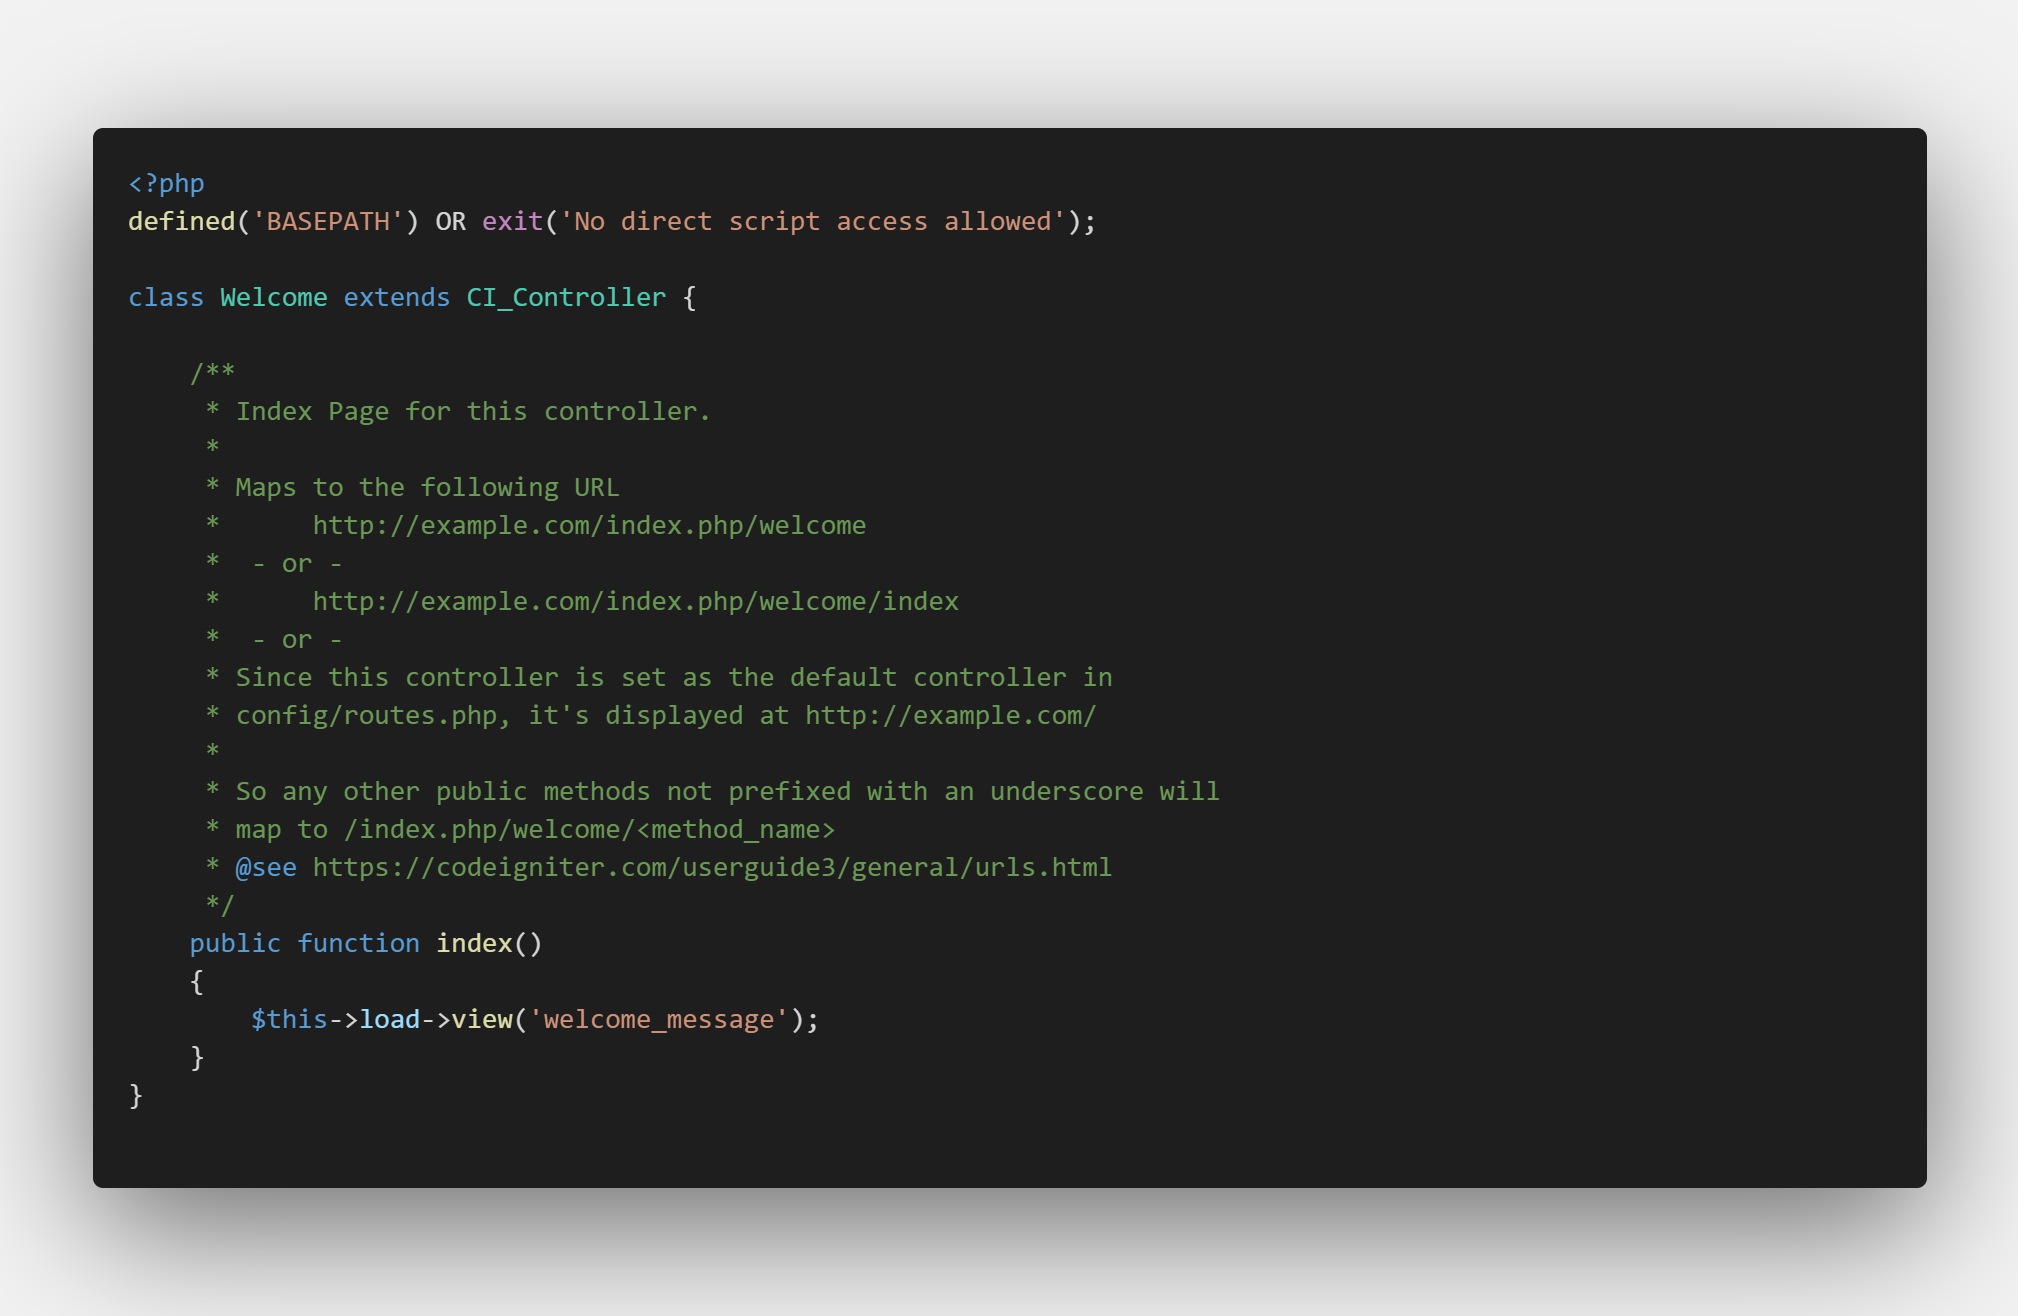 <?php
defined('BASEPATH') OR exit('No direct script access allowed');

class Welcome extends CI_Controller {

    /**
     * Index Page for this controller.
     *
     * Maps to the following URL
     *      http://example.com/index.php/welcome
     *  - or -
     *      http://example.com/index.php/welcome/index
     *  - or -
     * Since this controller is set as the default controller in
     * config/routes.php, it's displayed at http://example.com/
     *
     * So any other public methods not prefixed with an underscore will
     * map to /index.php/welcome/<method_name>
     * @see https://codeigniter.com/userguide3/general/urls.html
     */
    public function index()
    {
        $this->load->view('welcome_message');
    }
}